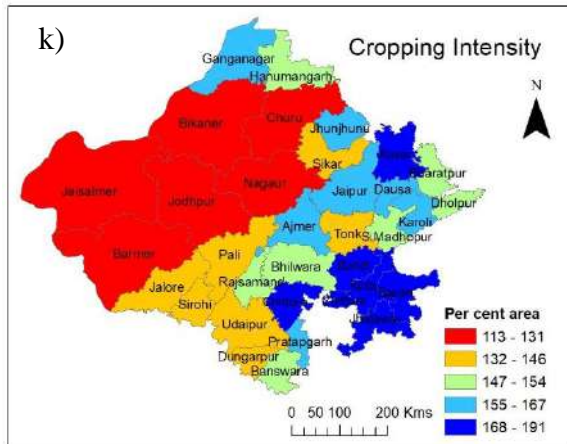 k)
Cropping Intensity
Ganganagar
Hanumangarh
N
Bikaner
Churu
Jhunjhunu
Sikar
Bharatpur
Jaisalmer
Nagaur
Jaipur
Dausa
Dholpur
Jodhpur
Karoli
Ajmer
Tonk
S.Madhopur
Barmer
Pali
Bhilwara
Jalore
Rajsamand
Sirohi
Udaipur
Pratapgarh
Dungarpur
Banswara
Per cent area
113 - 131
132 - 146
147 - 154
155 - 167
168 - 191
0 50 100 200 Kms